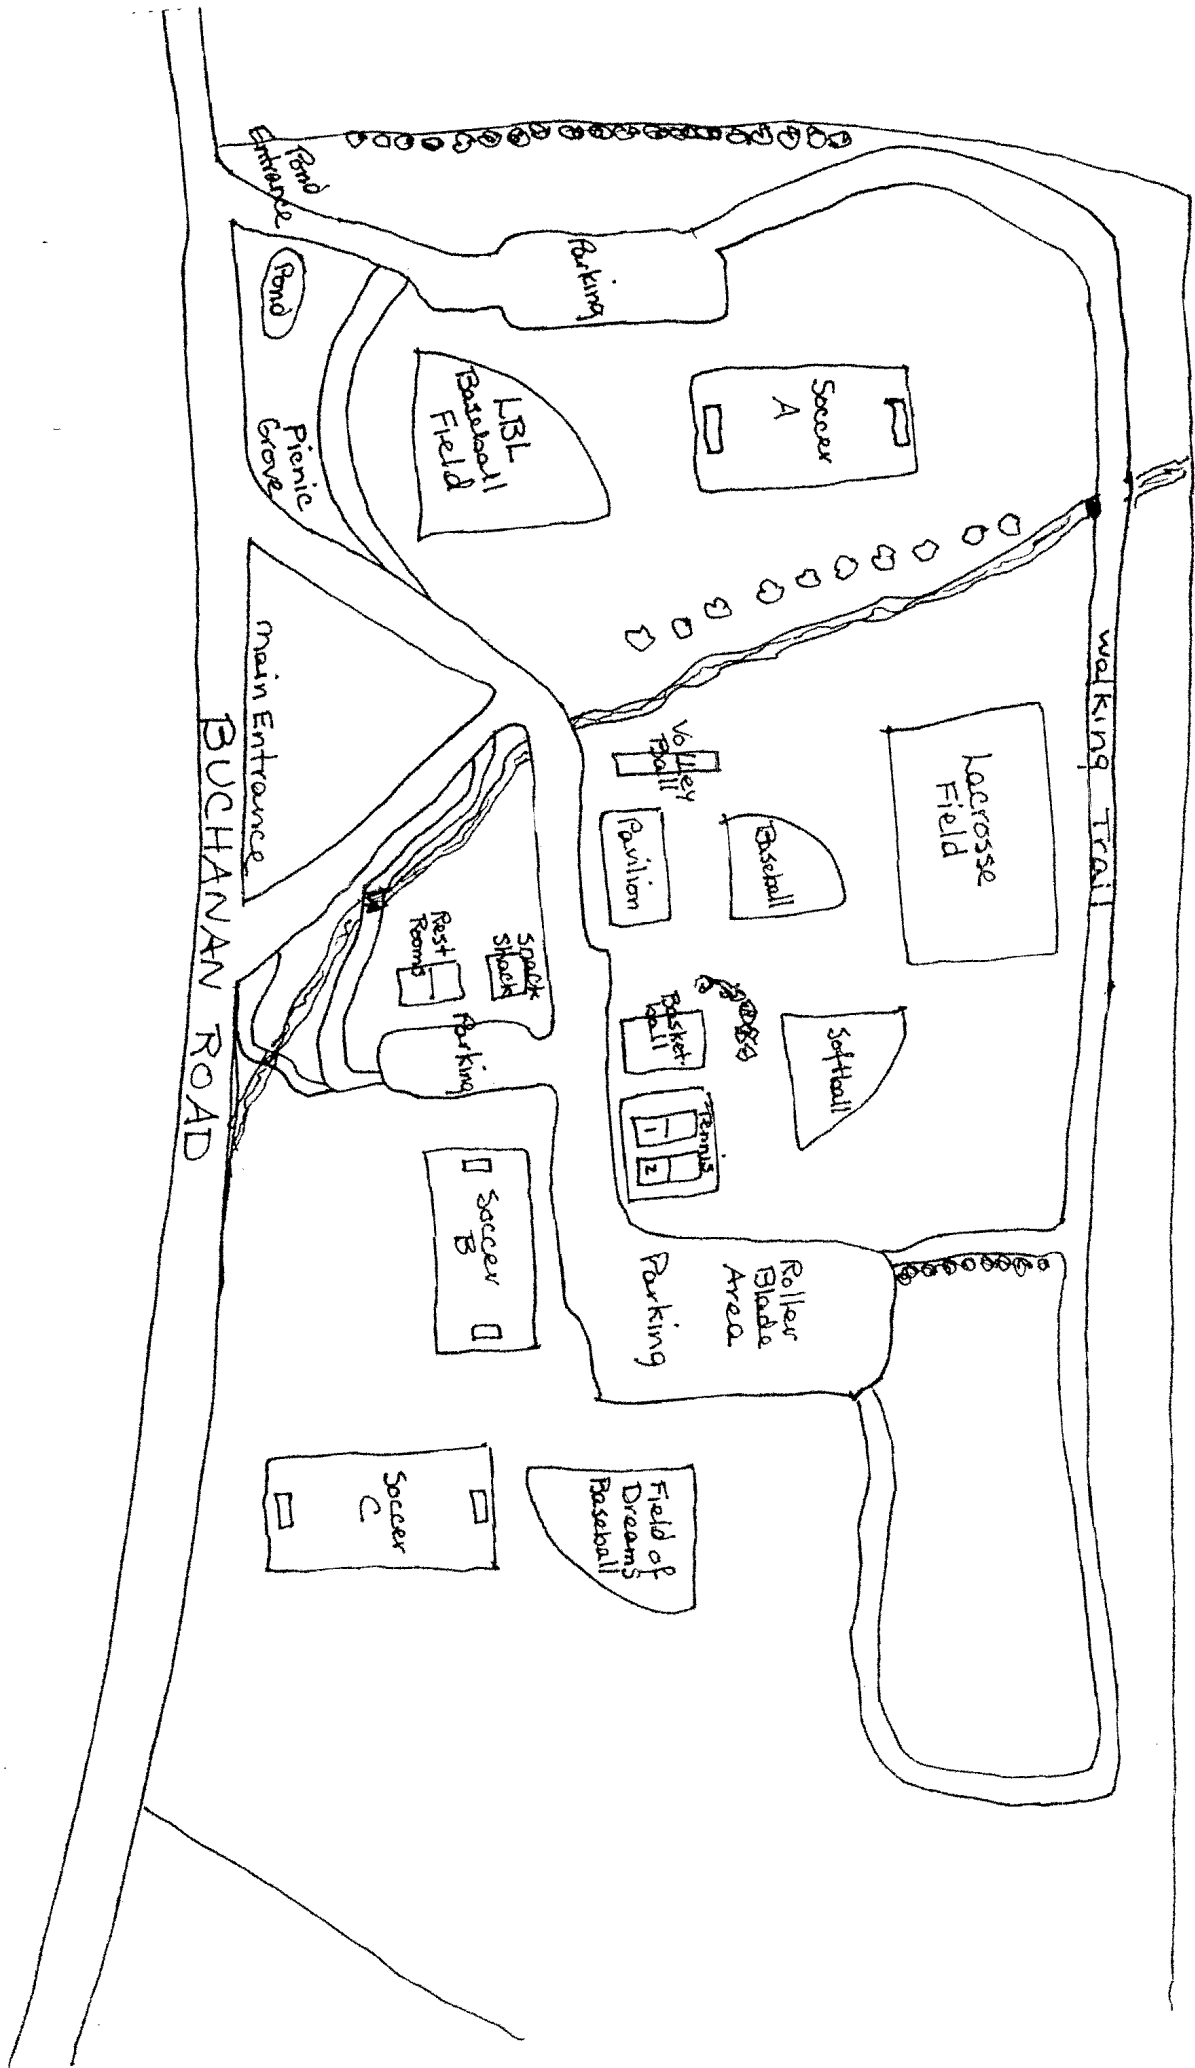 Pond
Entrance
Pond
Parking
Picnic
Grove
LBL
Baseball
Field
Soccer
A
Main Entrance
BUCHANAN ROAD
Walking Trail
Volley
Ball
Pavilion
Baseball
Lacrosse
Field
Rest
Rooms
Snack
Shack
Parking
Basket-
ball
Softball
Tennis
1
2
Soccer
B
Roller
Blade
Area
Parking
Soccer
C
Field of
Dreams
Baseball